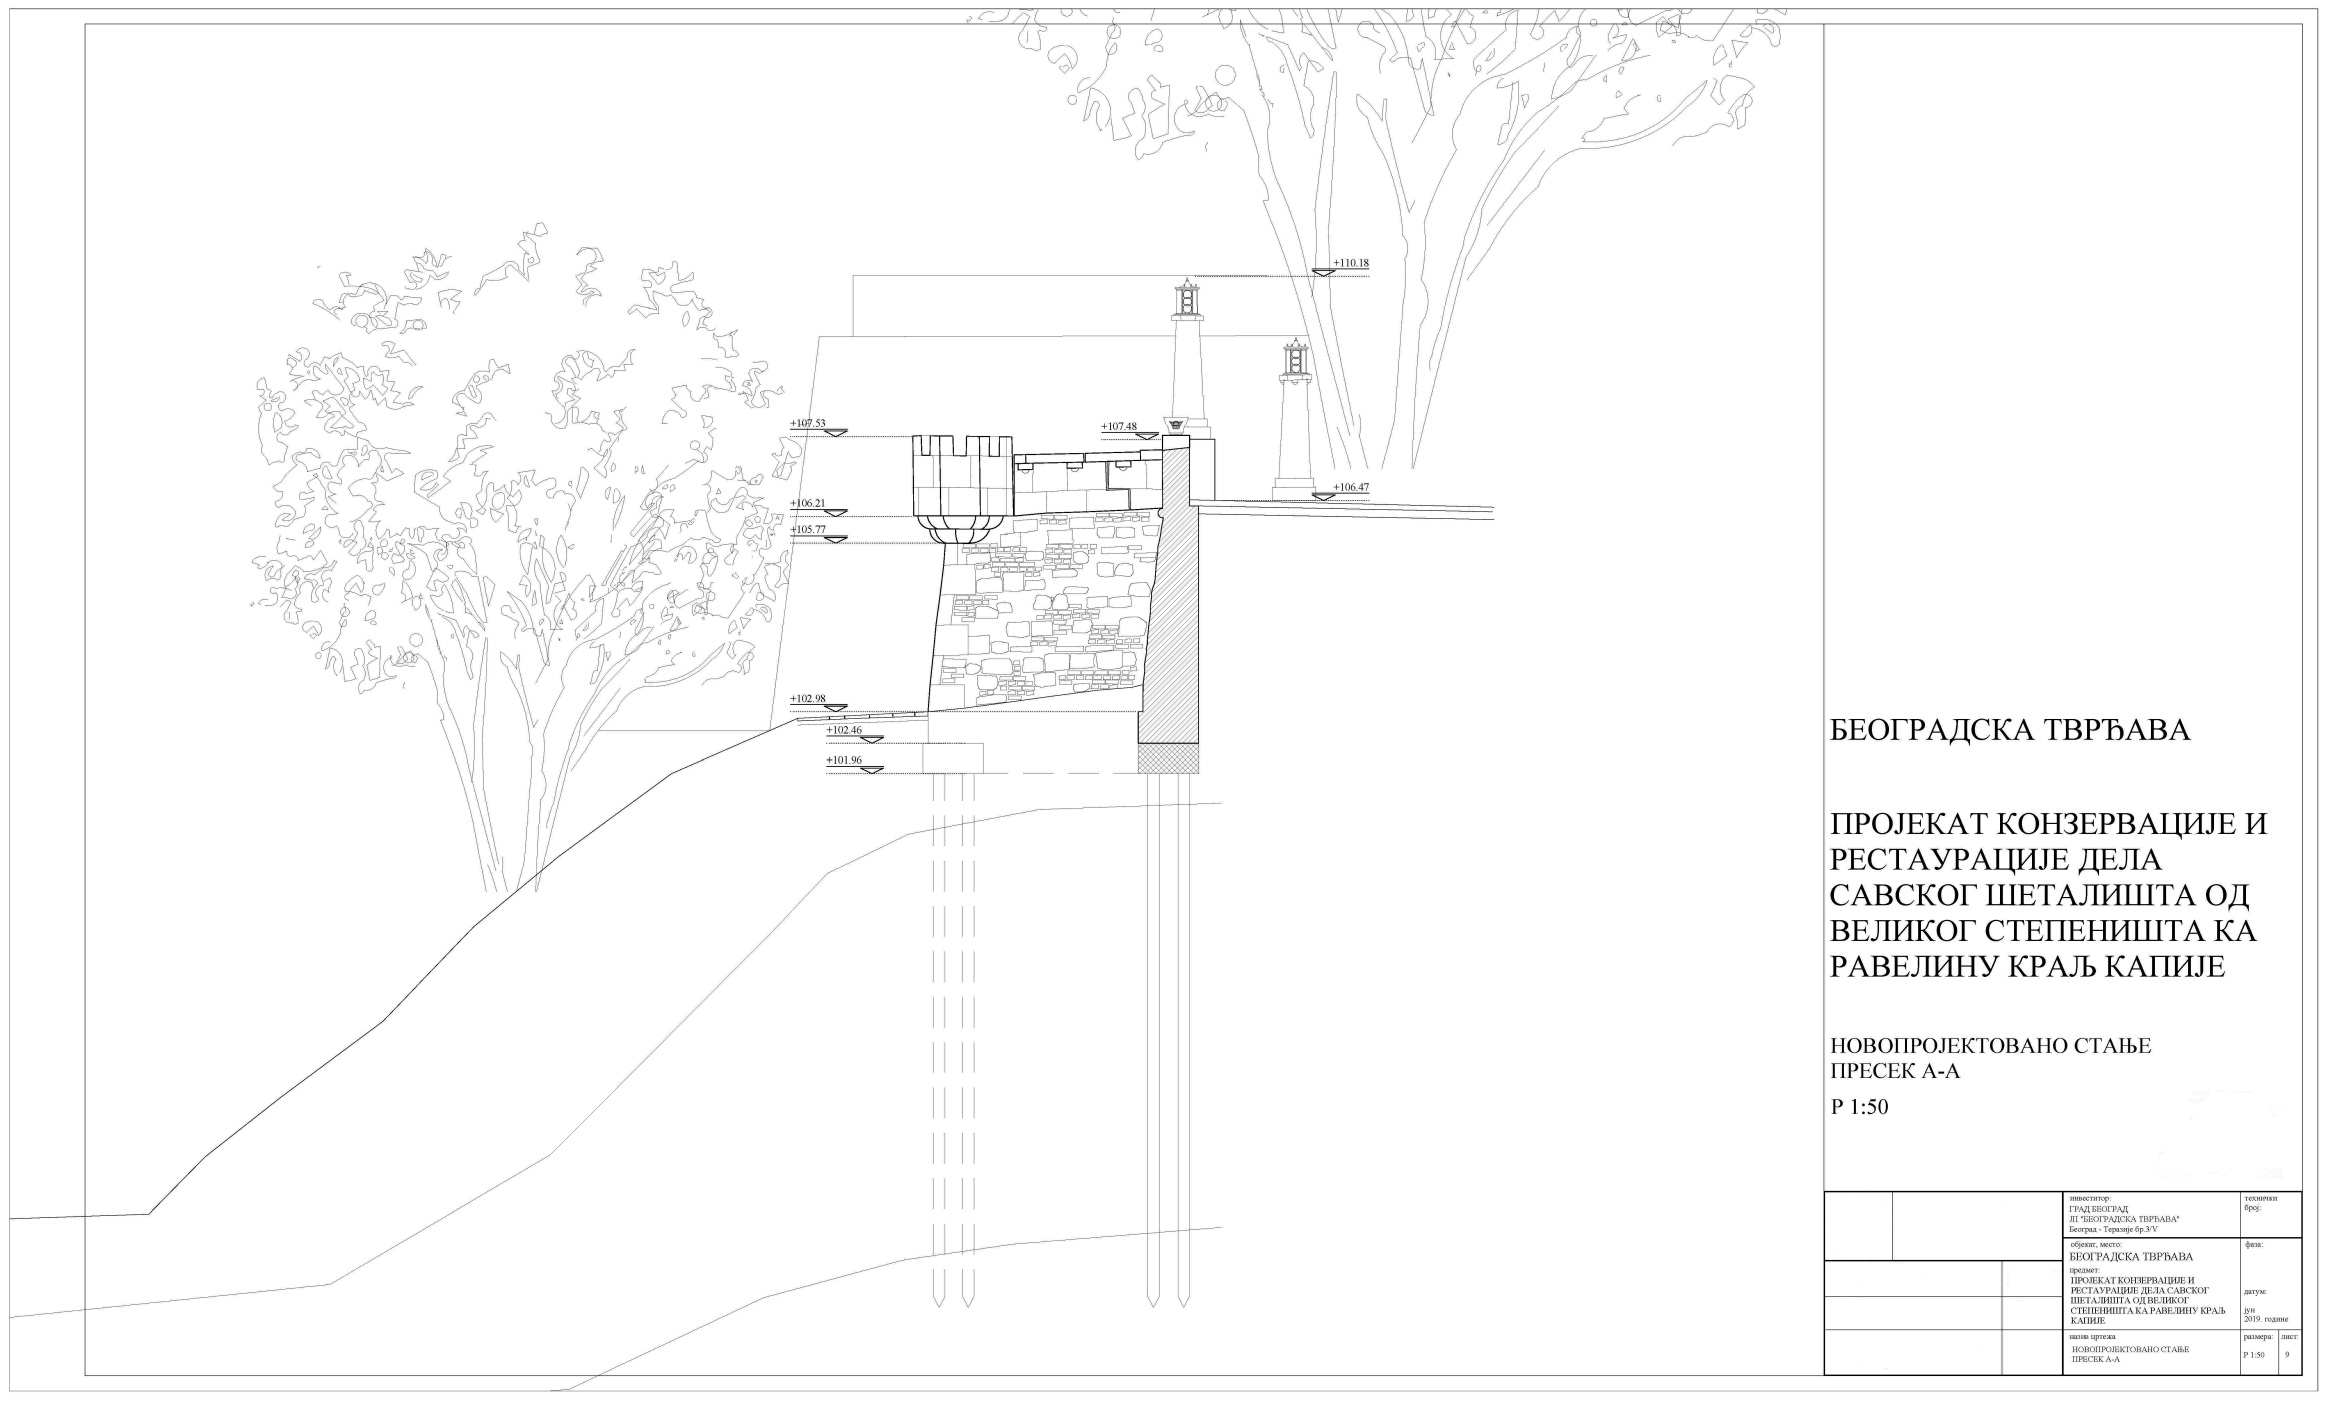 +110.18
+107.53
+107.48
+106.47
+106.21
+105.77
+102.98
+102.46
+101.96
БЕОГРАДСКА ТВРЂАВА
ПРОЈЕКАТ КОНЗЕРВАЦИЈЕ И
РЕСТАУРАЦИЈЕ ДЕЛА
САВСКОГ ШЕТАЛИШТА ОД
ВЕЛИКОГ СТЕПЕНИШТА КА
РАВЕЛИНУ КРАЉ КАПИЈЕ
НОВОПРОЈЕКТОВАНО СТАЊЕ
ПРЕСЕК А-А
Р 1:50
инвеститор:
ГРАД БЕОГРАД
ЈП "БЕОГРАДСКА ТВРЂАВА"
Београд - Теразије бр.3/V
технички
број:
објекат, место:
БЕОГРАДСКА ТВРЂАВА
предмет:
ПРОЈЕКАТ КОНЗЕРВАЦИЈЕ И
РЕСТАУРАЦИЈЕ ДЕЛА САВСКОГ
ШЕТАЛИШТА ОД ВЕЛИКОГ
СТЕПЕНИШТА КА РАВЕЛИНУ КРАЉ
КАПИЈЕ
фаза:
датум:
јун
2019. године
назив цртежа
НОВОПРОЈЕКТОВАНО СТАЊЕ
ПРЕСЕК А-А
размера:
Р 1:50
лист:
9